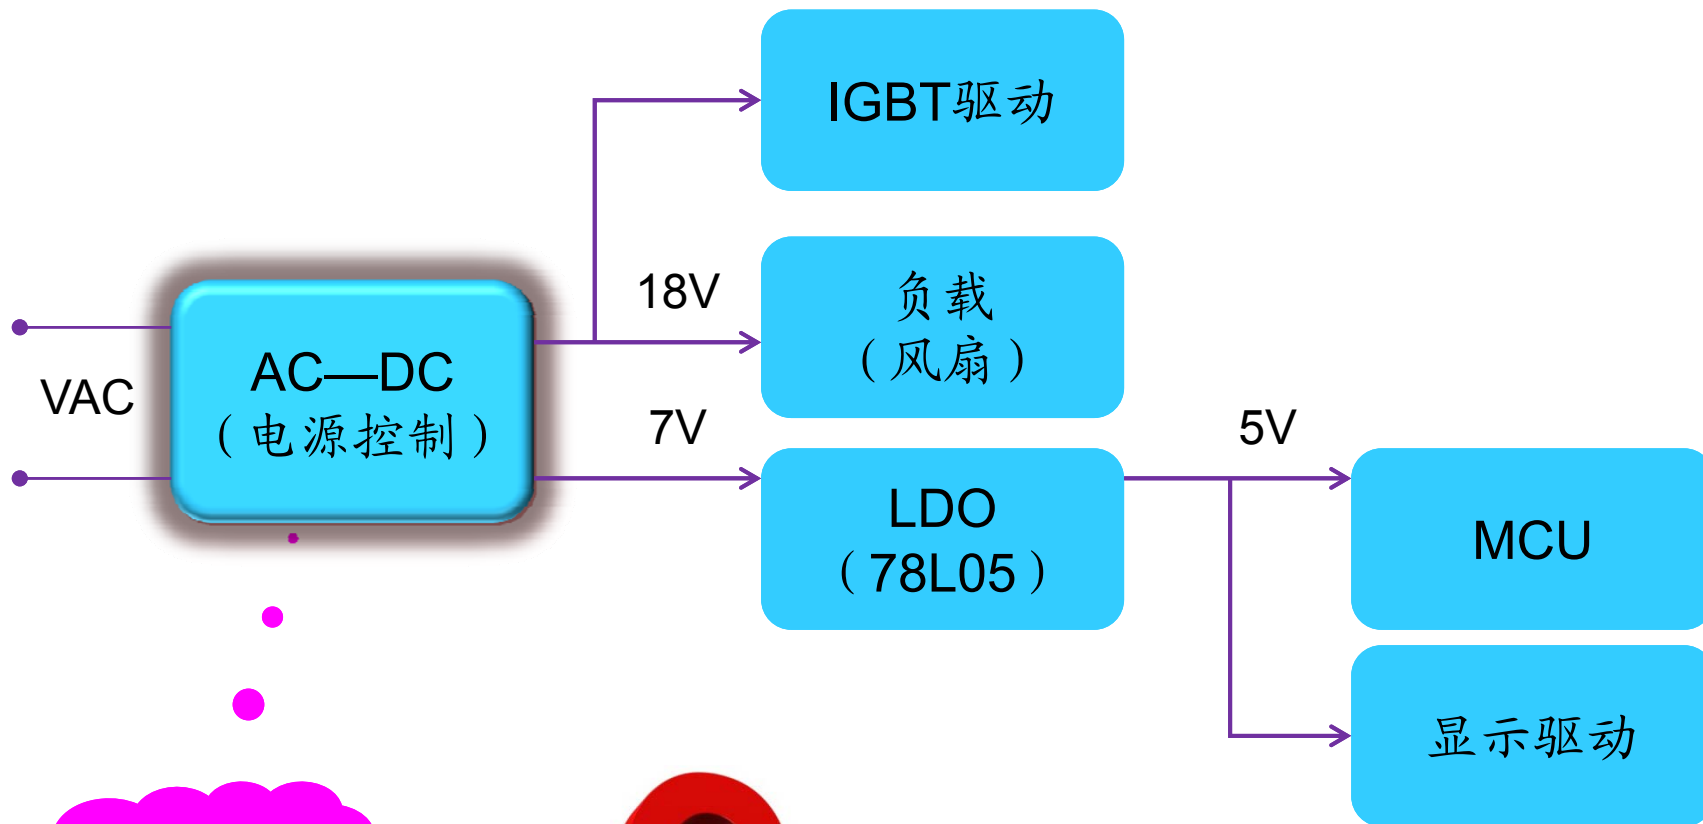 IGBT驱动
18V
负载
（风扇）
VAC
AC—DC
（电源控制）
7V
5V
LDO
（78L05）
MCU
显示驱动